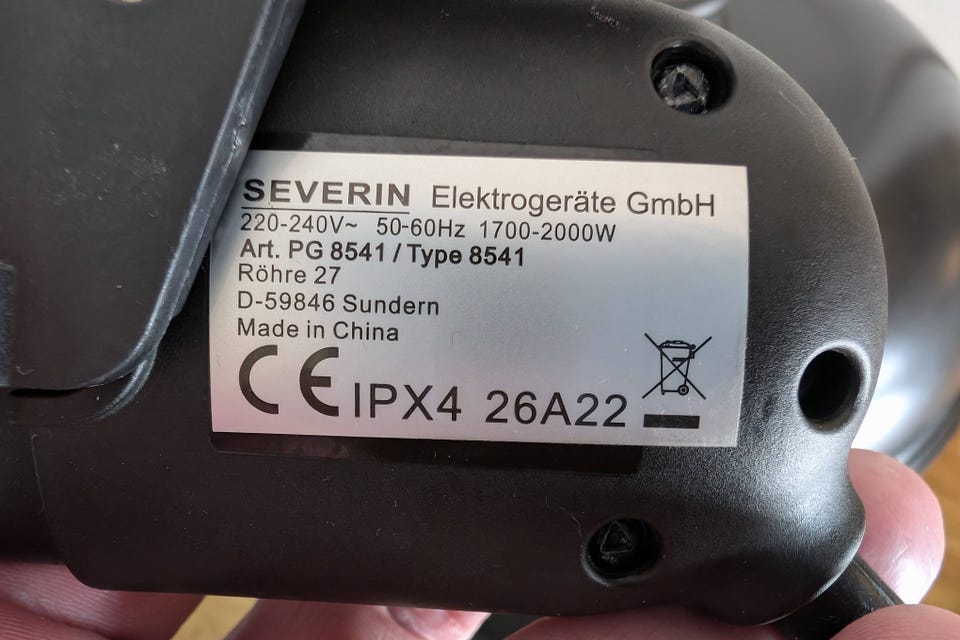 SEVERIN Elektrogeräte GmbH
220-240V~ 50-60Hz 1700-2000W
Art. PG 8541 / Type 8541
Röhre 27
D-59846 Sundern
Made in China
CE IPX4 26A22